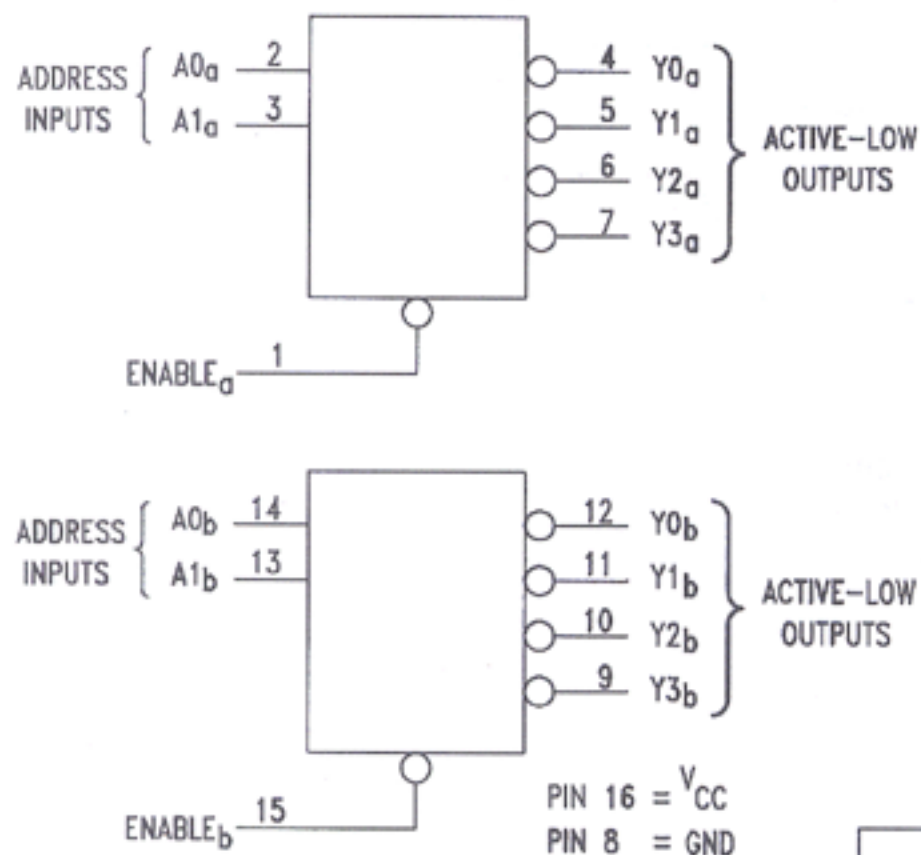 A0a 2 4 Y0a
ADDRESS INPUTS
A1a 3 5 Y1a
6 Y2a
7 Y3a
ACTIVE-LOW
OUTPUTS
ENABLEa 1
A0b 14 12 Y0b
ADDRESS INPUTS
A1b 13 11 Y1b
10 Y2b
9 Y3b
ACTIVE-LOW
OUTPUTS
ENABLEb 15
PIN 16 = VCC
PIN 8 = GND